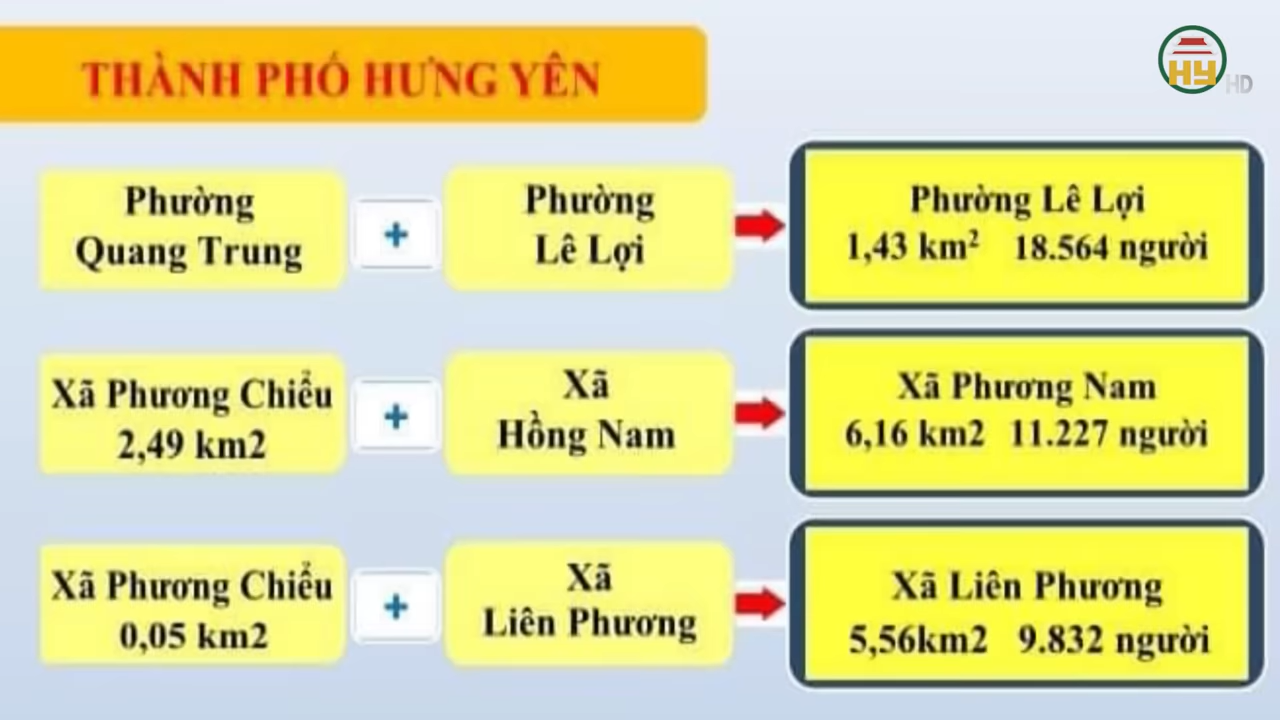 THÀNH PHỐ HƯNG YÊN
HY HD
Phường
Quang Trung
+
Phường
Lê Lợi
Phường Lê Lợi
1,43 km² 18.564 người
Xã Phương Chiểu
2,49 km2
+
Xã
Hồng Nam
Xã Phương Nam
6,16 km2 11.227 người
Xã Phương Chiểu
0,05 km2
+
Xã
Liên Phương
Xã Liên Phương
5,56km2 9.832 người